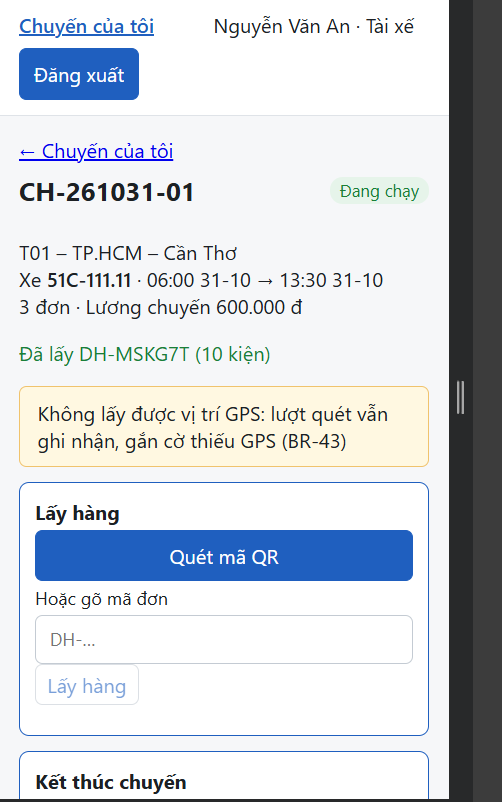 Chuyến của tôi
Nguyễn Văn An · Tài xế
Đăng xuất
← Chuyến của tôi
CH-261031-01
Đang chạy
T01 – TP.HCM – Cần Thơ
Xe 51C-111.11 · 06:00 31-10 → 13:30 31-10
3 đơn · Lương chuyến 600.000 đ
Đã lấy DH-MSKG7T (10 kiện)
Không lấy được vị trí GPS: lượt quét vẫn
ghi nhận, gắn cờ thiếu GPS (BR-43)
Lấy hàng
Quét mã QR
Hoặc gõ mã đơn
DH-...
Lấy hàng
Kết thúc chuyến